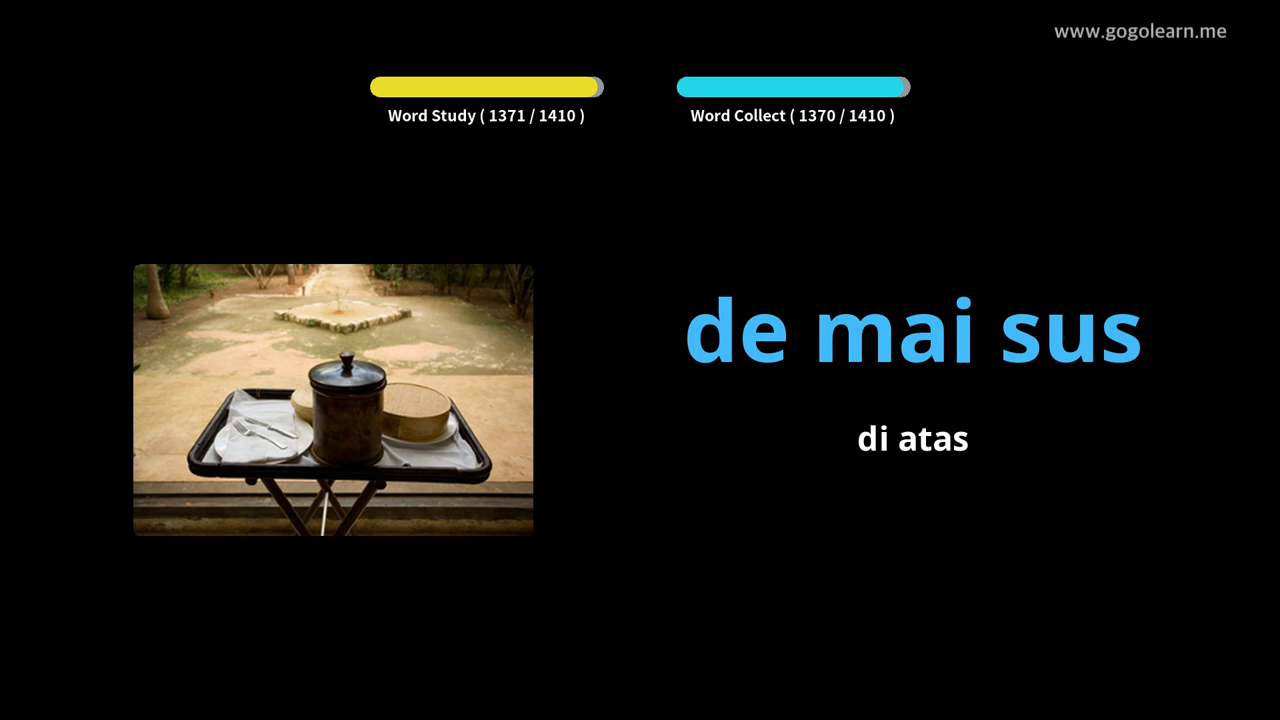 www.gogolearn.me
Word Study ( 1371 / 1410 )
Word Collect ( 1370 / 1410 )
de mai sus
di atas